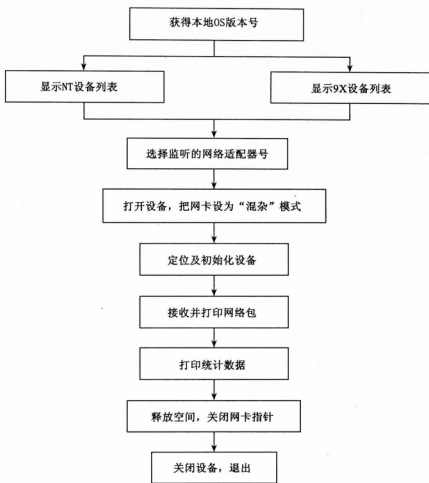 获得本地OS版本号
显示NT设备列表
显示9X设备列表
选择监听的网络适配器号
打开设备，把网卡设为“混杂”模式
定位及初始化设备
接收并打印网络包
打印统计数据
释放空间，关闭网卡指针
关闭设备，退出